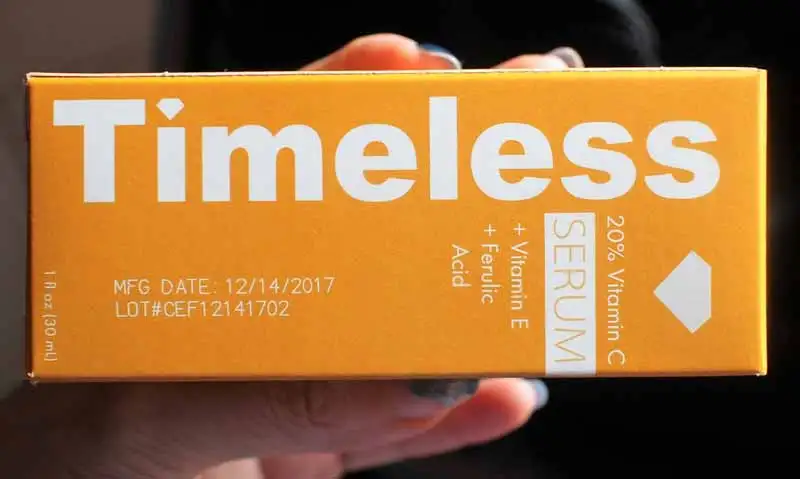 Timeless
20% Vitamin C
SERUM
+ Vitamin E
+ Ferulic
Acid
MFG DATE: 12/14/2017
LOT#CEF12141702
1 fl oz (30 ml)